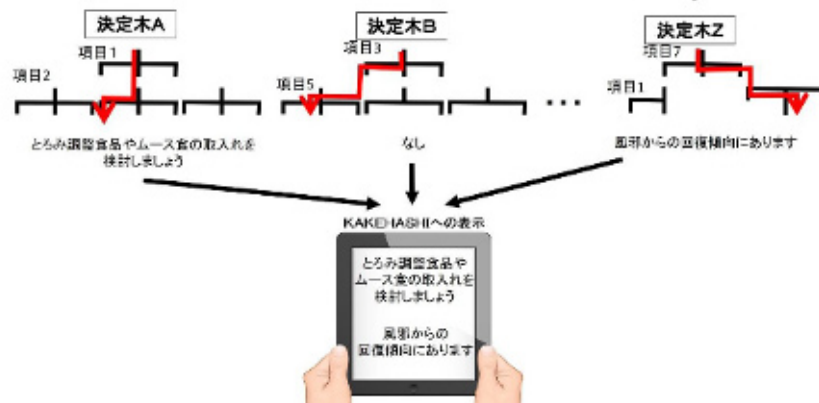 決定木A
決定木B
決定木Z
項目1
項目2
項目3
項目5
項目7
項目1
とろみ調整食品やムース食の取入れを
検討しましょう
なし
風邪からの回復傾向にあります
...
KAKEHASHIへの表示
とろみ調整食品や
ムース食の取入れを
検討しましょう
風邪からの
回復傾向にあります